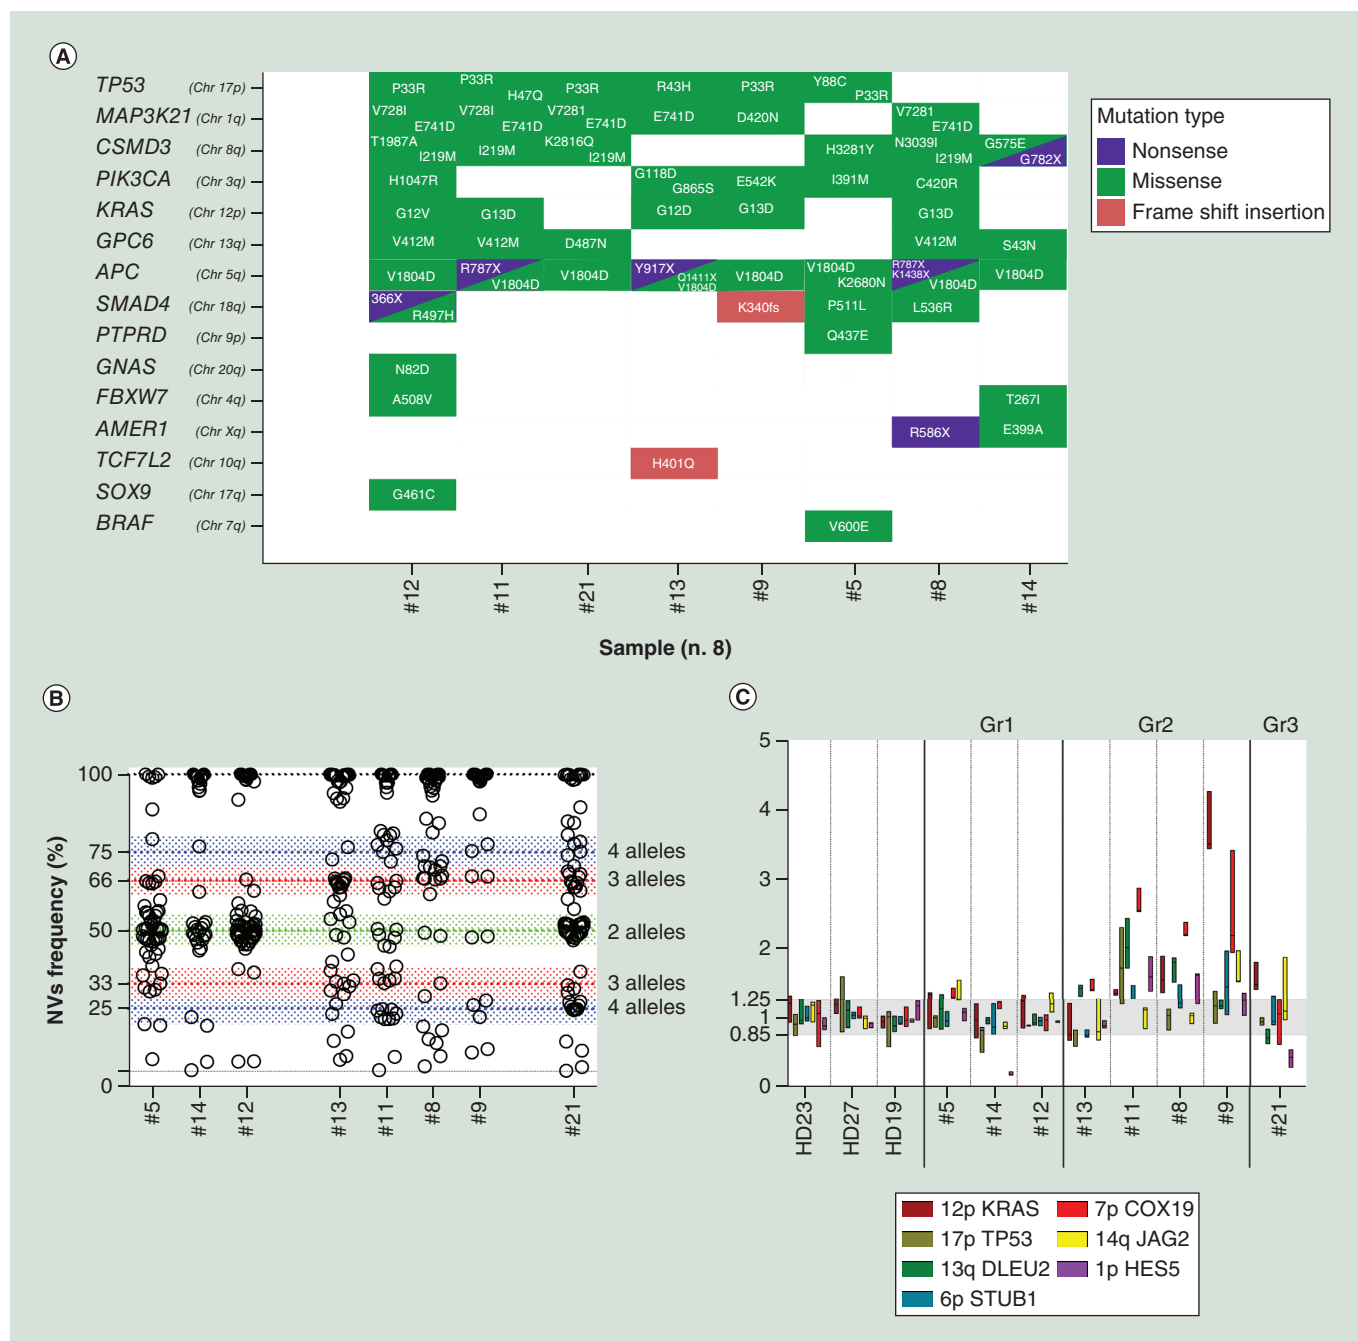 A
TP53 (Chr 17p) P33R P33R H47Q P33R R43H P33R Y88C P33R
MAP3K21 (Chr 1q) V728I E741D V728I E741D V7281 E741D E741D D420N V7281 E741D
CSMD3 (Chr 8q) T1987A I219M I219M K2816Q I219M H3281Y N3039I I219M G575E G782X
PIK3CA (Chr 3q) H1047R G118D G865S E542K I391M C420R
KRAS (Chr 12p) G12V G13D G12D G13D G13D
GPC6 (Chr 13q) V412M V412M D487N V412M S43N
APC (Chr 5q) V1804D R787X V1804D V1804D Y917X Q1411X V1804D V1804D V1804D K2680N R787X K1438X V1804D V1804D
SMAD4 (Chr 18q) 366X R497H K340fs P511L L536R
PTPRD (Chr 9p) Q437E
GNAS (Chr 20q) N82D
FBXW7 (Chr 4q) A508V T267I
AMER1 (Chr Xq) R586X E399A
TCF7L2 (Chr 10q) H401Q
SOX9 (Chr 17q) G461C
BRAF (Chr 7q) V600E
#12 #11 #21 #13 #9 #5 #8 #14
Sample (n. 8)
Mutation type
Nonsense
Missense
Frame shift insertion
B
NVs frequency (%)
100
75
66
50
33
25
0
4 alleles
3 alleles
2 alleles
3 alleles
4 alleles
#5 #14 #12 #13 #11 #8 #9 #21
C
Gr1 Gr2 Gr3
5
4
3
2
1.25
1
0.85
0
HD23 HD27 HD19 #5 #14 #12 #13 #11 #8 #9 #21
12p KRAS 7p COX19
17p TP53 14q JAG2
13q DLEU2 1p HES5
6p STUB1